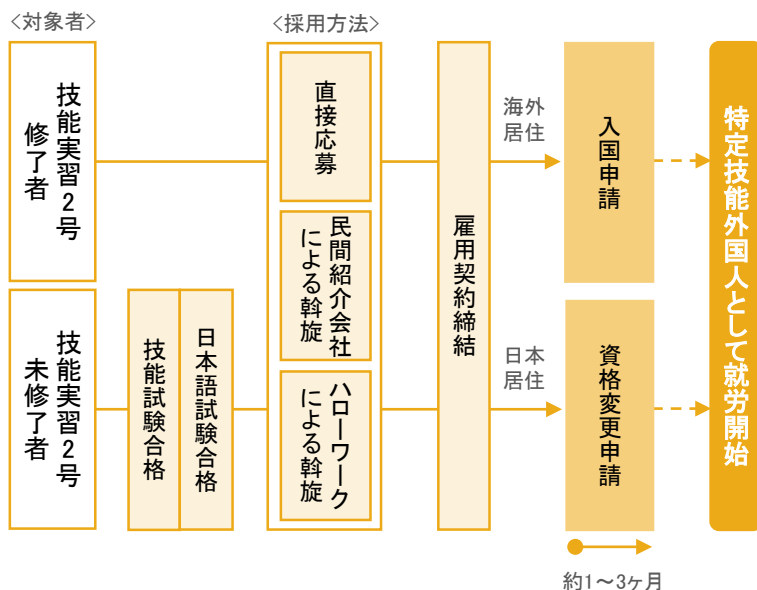 <対象者>
<採用方法>
技能実習2号
修了者
技能実習2号
未修了者
技能試験合格
日本語試験合格
直接応募
民間紹介会社
による斡旋
ハローワーク
による斡旋
雇用契約締結
海外
居住
日本
居住
入国申請
資格変更申請
約1～3ヶ月
特定技能外国人として就労開始